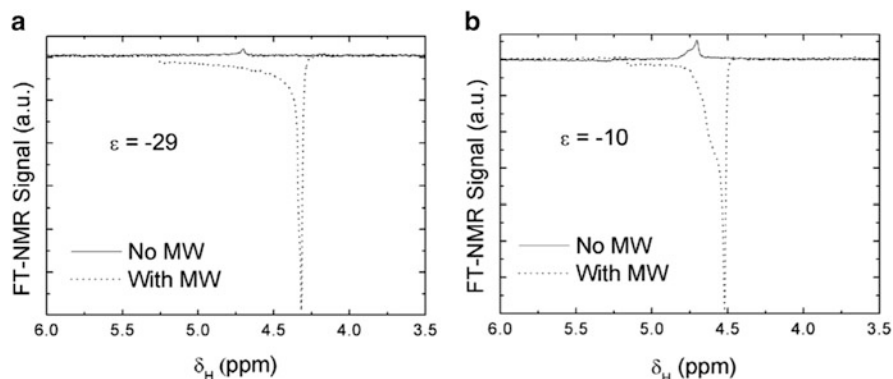 a
FT-NMR Signal (a.u.)
ε = -29
No MW
With MW
6.0 5.5 5.0 4.5 4.0 3.5
δH (ppm)
b
FT-NMR Signal (a.u.)
ε = -10
No MW
With MW
6.0 5.5 5.0 4.5 4.0 3.5
δH (ppm)